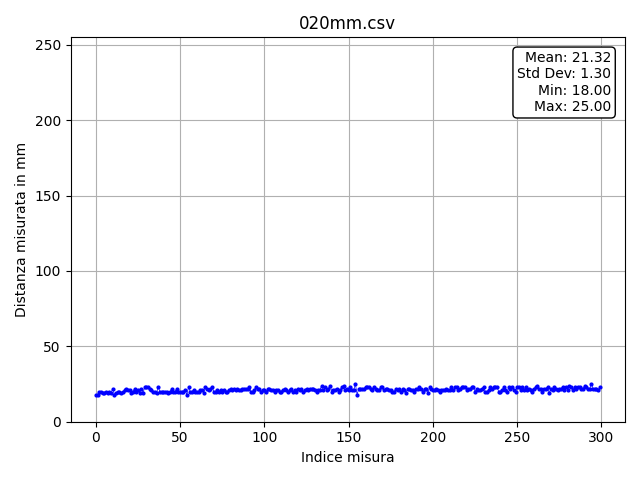 020mm.csv
Mean: 21.32
Std Dev: 1.30
Min: 18.00
Max: 25.00
Distanza misurata in mm
250
200
150
100
50
0
0 50 100 150 200 250 300
Indice misura